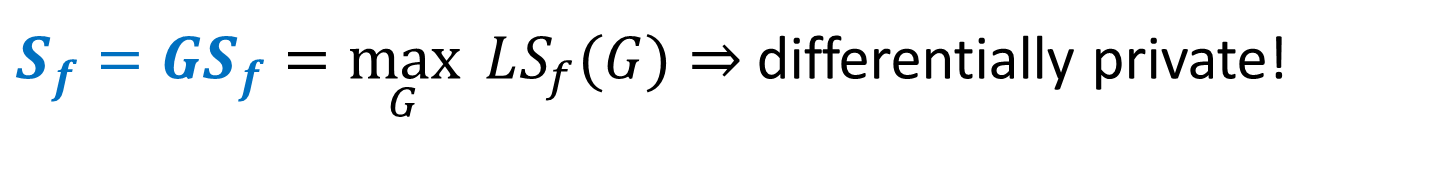 S_f = GS_f = max_G LS_f(G) ⇒ differentially private!